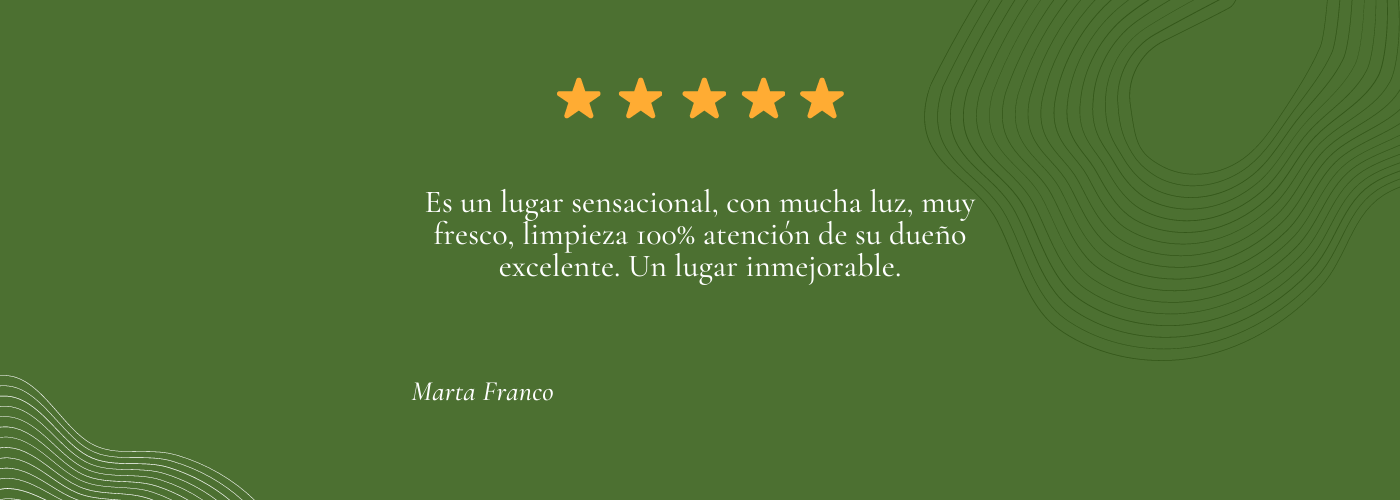 Es un lugar sensacional, con mucha luz, muy
fresco, limpieza 100% atención de su dueño
excelente. Un lugar inmejorable.
Marta Franco